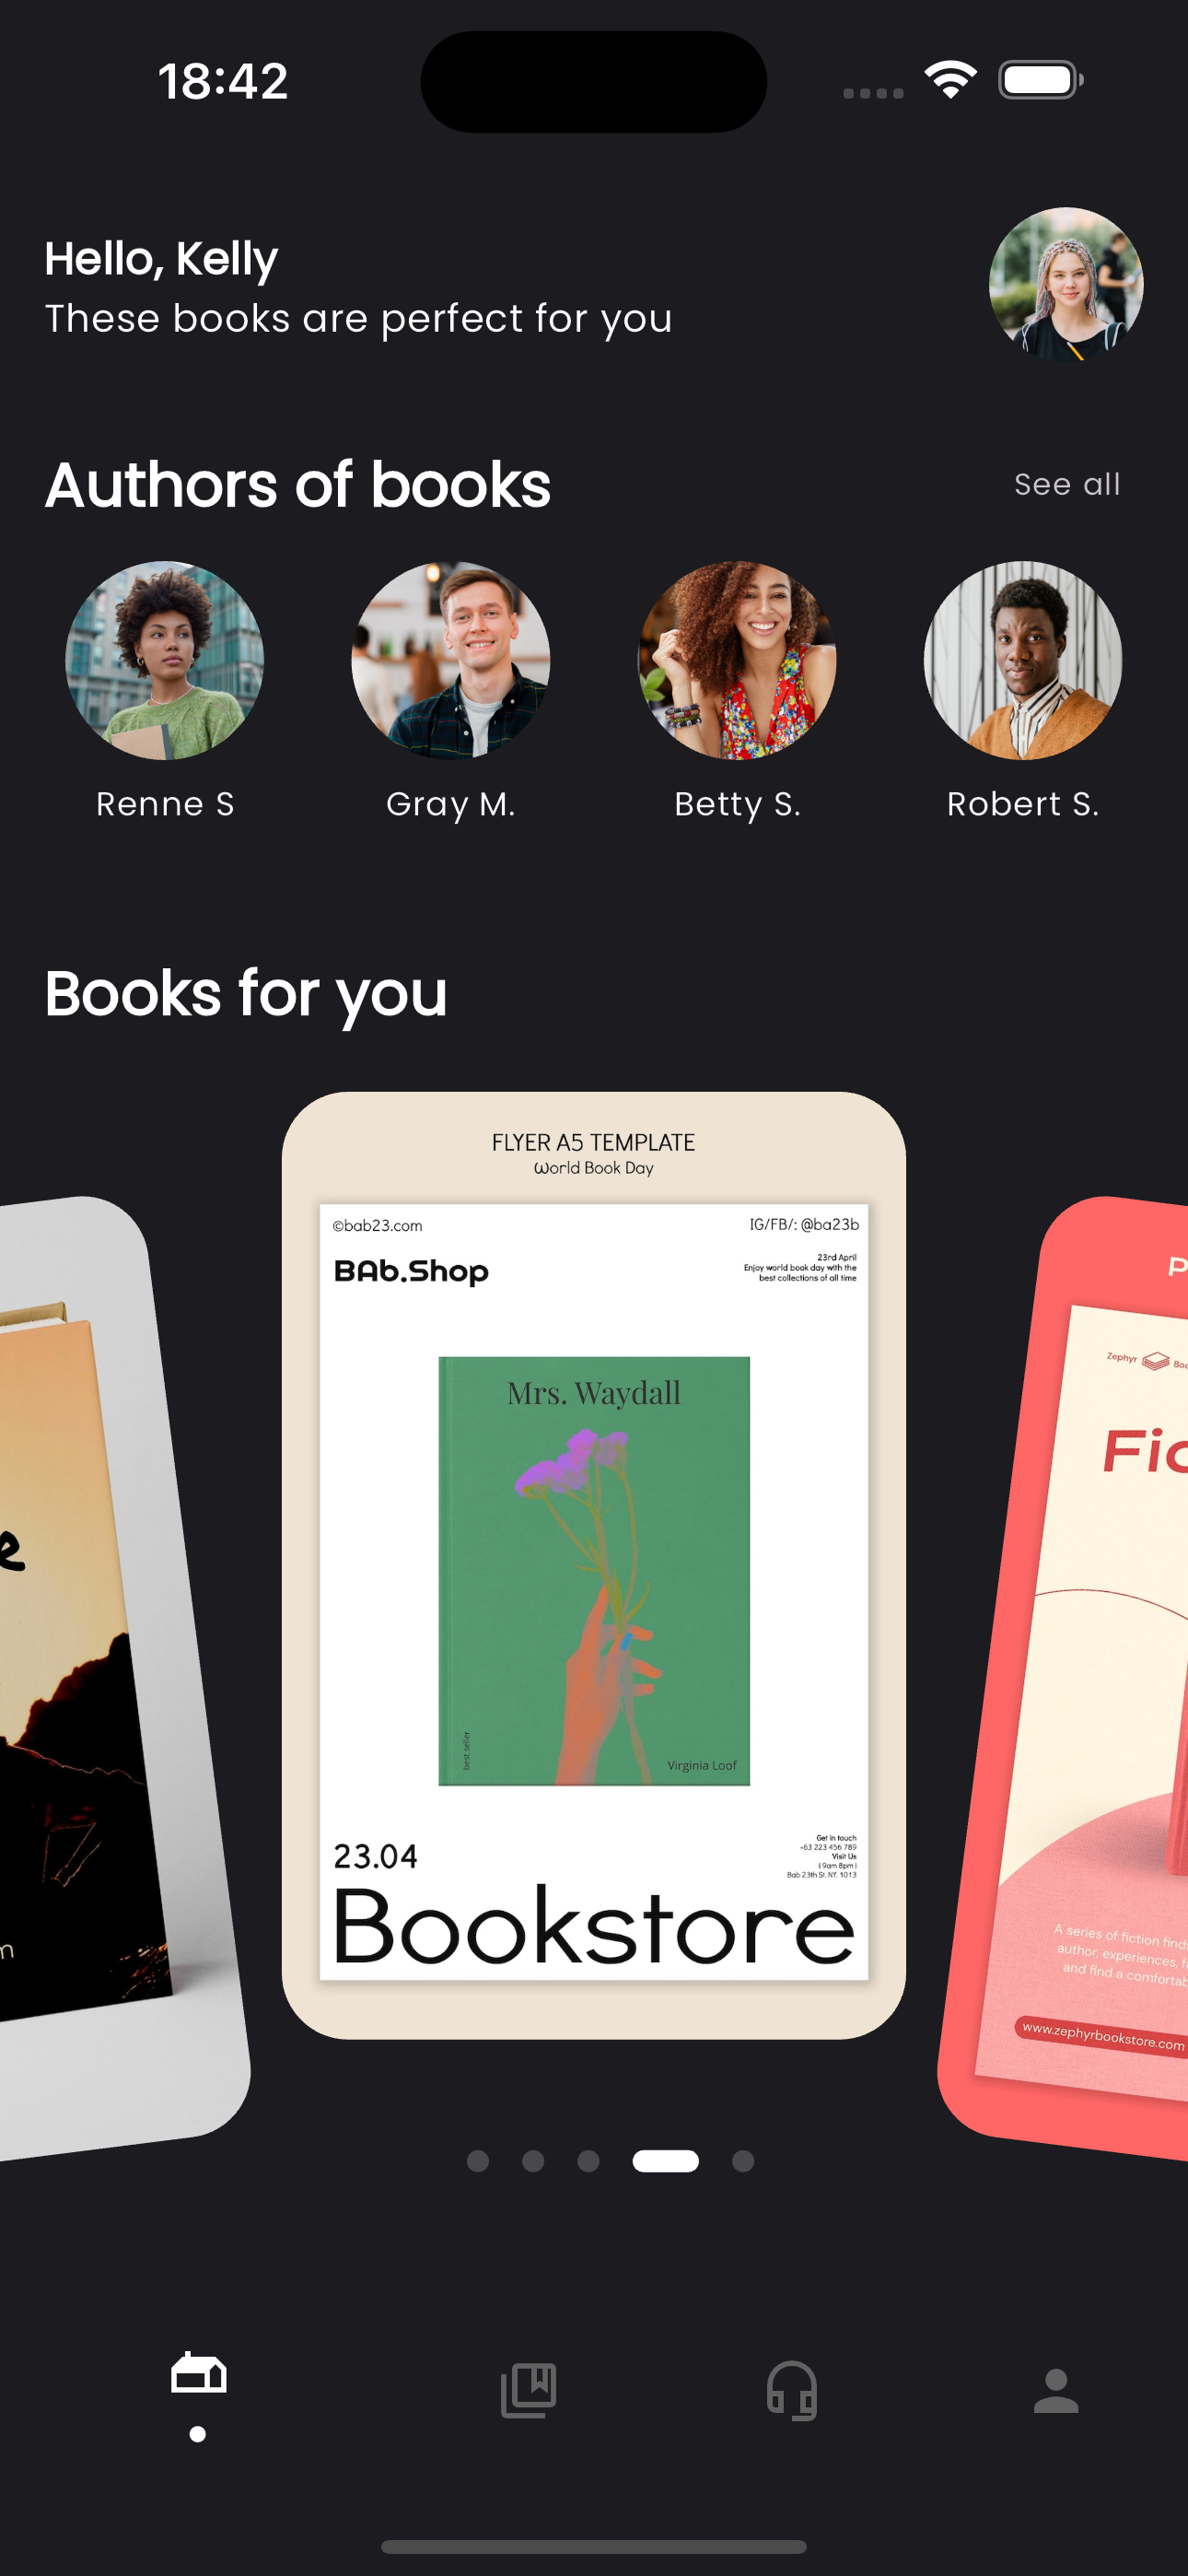 18:42
Hello, Kelly
These books are perfect for you
Authors of books
See all
Renne S
Gray M.
Betty S.
Robert S.
Books for you
FLYER A5 TEMPLATE
World Book Day
©bab23.com
IG/FB/: @ba23b
BAb.Shop
23rd April
Enjoy world book day with the
best collections of all time
Mrs. Waydall
best seller
Virginia Loof
23.04
Get in touch
+63 223 456 789
Visit Us
(9am 8pm)
Bab 23th St. NY. 1013
Bookstore
Zephyr
Fic
A series of fiction
author, experiences,
and find a
www.zephyrbookstore.com